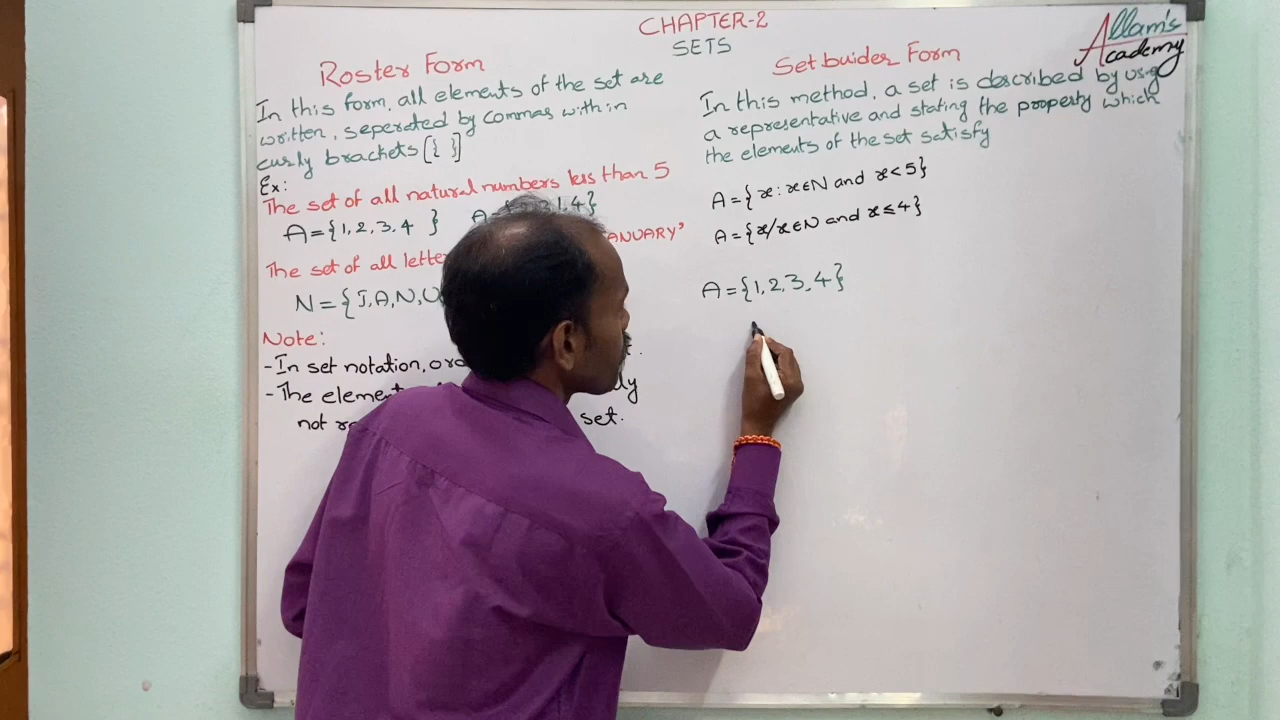 CHAPTER-2
SETS
Allam's
Academy
Roster Form
In this form, all elements of the set are
written, seperated by commas with in
curly brackets [{ }]
Ex:
The set of all natural numbers less than 5
A={1,2,3,4 }
1,4}
The set of all
ANUARY'
N={J,A,N,U
Note:
-In set notation,
-The
not
set.
Set buider Form
In this method, a set is described by
a representative and stating the property which
the elements of the set satisfy
A={x:x∈N and x<5}
A={x/x∈N and x≤4}
A={1,2,3,4}